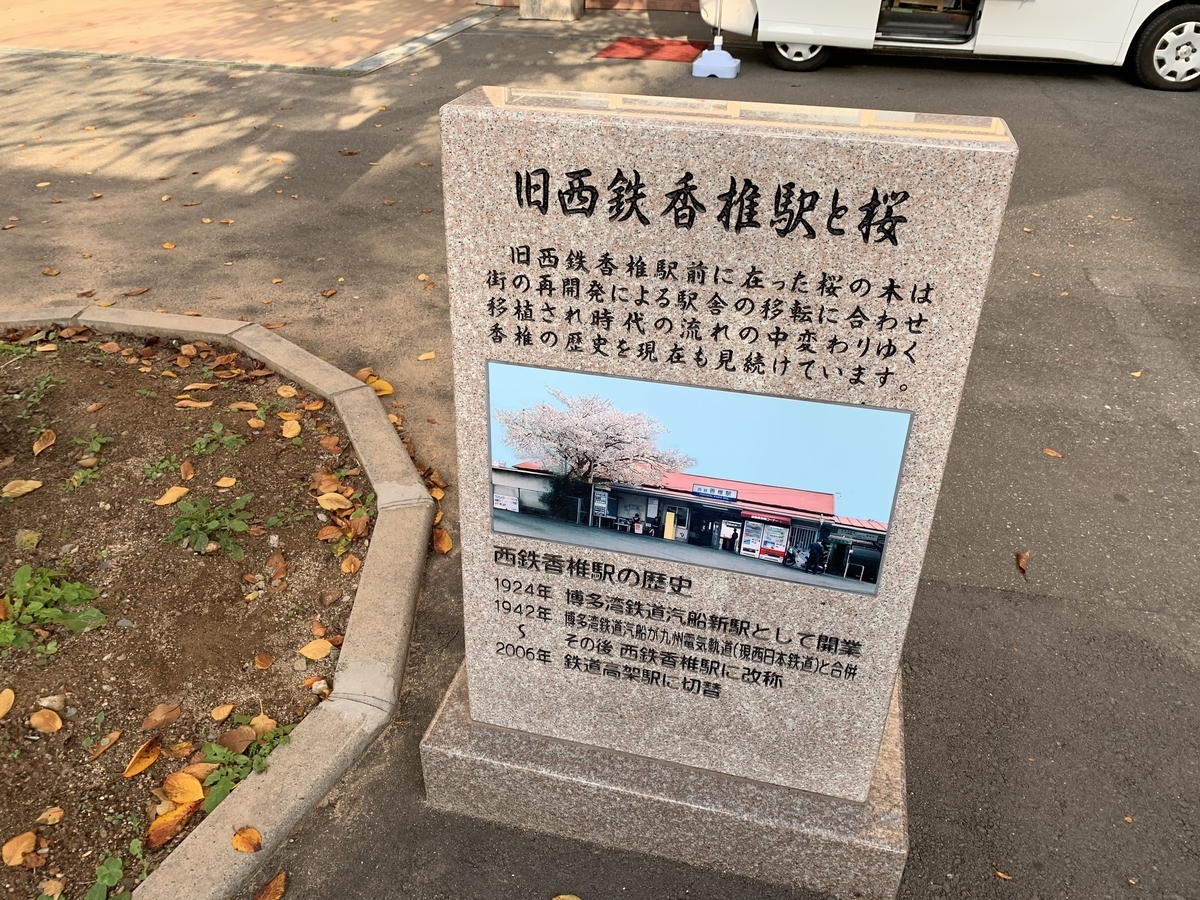 旧西鉄香椎駅と桜
旧西鉄香椎駅前に在った桜の木は
街の再開発による駅舎の移転に合わせ
移植され時代の流れの中変わりゆく
香椎の歴史を現在も見続けています。
西鉄香椎駅
西鉄香椎駅の歴史
1924年 博多湾鉄道汽船新駅として開業
1942年 博多湾鉄道汽船が九州電気軌道(現西日本鉄道)と合併
〜 その後 西鉄香椎駅に改称
2006年 鉄道高架駅に切替